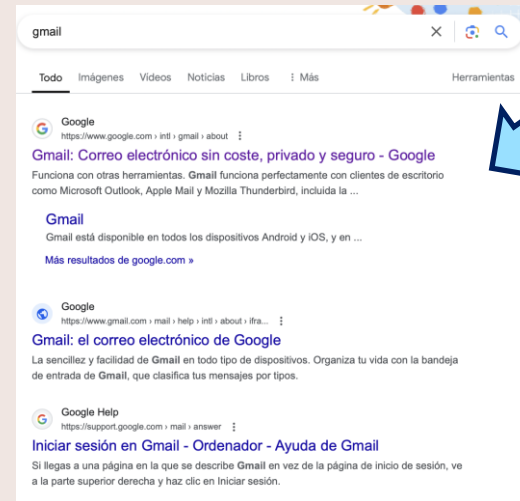 gmail
Todo Imágenes Vídeos Noticias Libros Más Herramientas
Google
https://www.google.com › intl › gmail › about
Gmail: Correo electrónico sin coste, privado y seguro - Google
Funciona con otras herramientas. Gmail funciona perfectamente con clientes de escritorio
como Microsoft Outlook, Apple Mail y Mozilla Thunderbird, incluida la ...
Gmail
Gmail está disponible en todos los dispositivos Android y iOS, y en ...
Más resultados de google.com »
Google
https://www.gmail.com › mail › help › intl › about › ifra...
Gmail: el correo electrónico de Google
La sencillez y facilidad de Gmail en todo tipo de dispositivos. Organiza tu vida con la bandeja
de entrada de Gmail, que clasifica tus mensajes por tipos.
Google Help
https://support.google.com › mail › answer
Iniciar sesión en Gmail - Ordenador - Ayuda de Gmail
Si llegas a una página en la que se describe Gmail en vez de la página de inicio de sesión, ve
a la parte superior derecha y haz clic en Iniciar sesión.